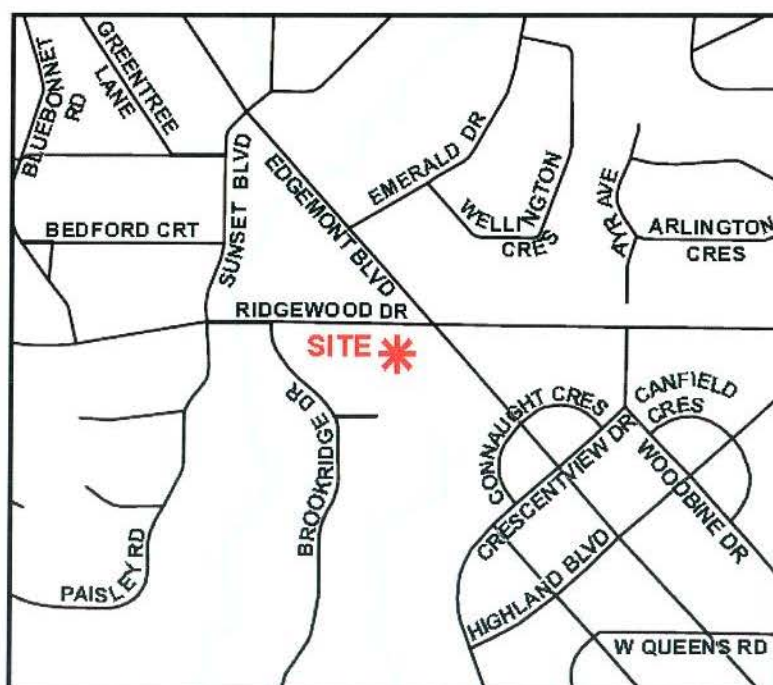 BLUEBONNET
RD
GREENTREE
LANE
SUNSET BLVD
EDGEMONT BLVD
EMERALD DR
WELLINGTON
CRES
AYR AVE
ARLINGTON
CRES
BEDFORD CRT
RIDGEWOOD DR
SITE
BROOKRIDGE DR
CONNAUGHT CRES
CANFIELD
CRES
CRESCENTVIEW DR
WOODBINE DR
HIGHLAND BLVD
PAISLEY RD
W QUEENS RD